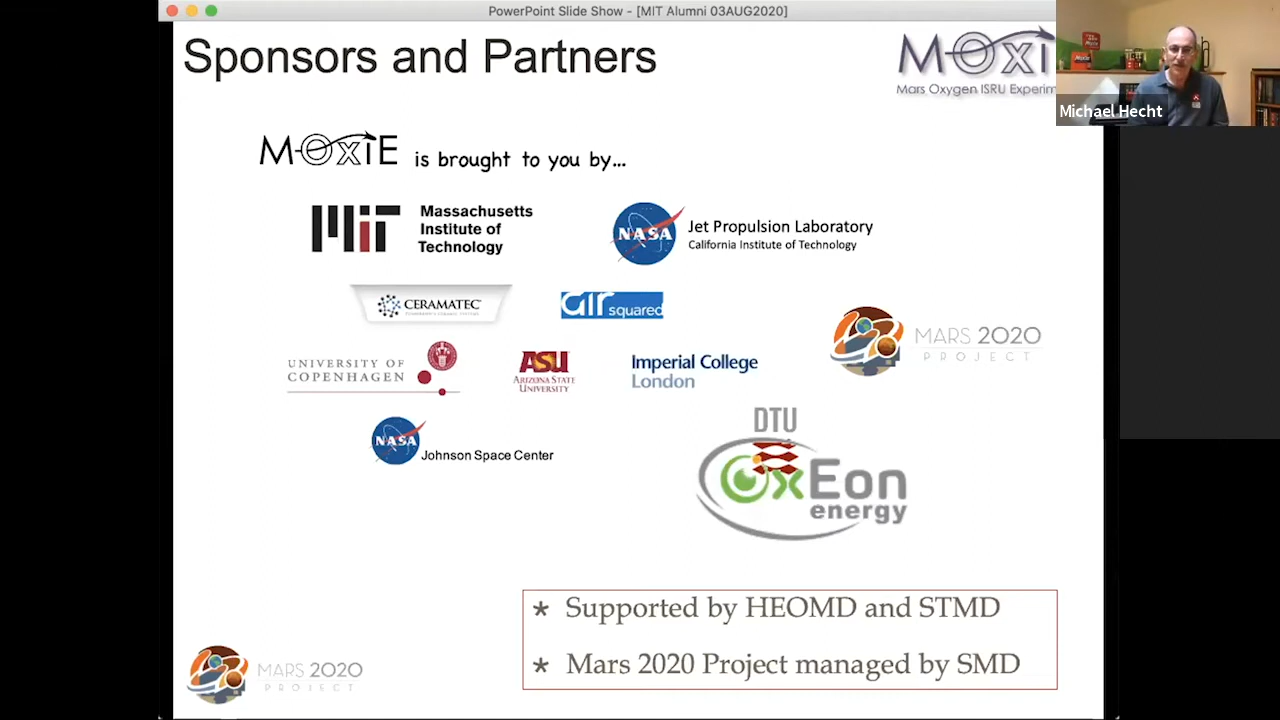 PowerPoint Slide Show - [MIT Alumni 03AUG2020]
Sponsors and Partners
MOXI
Mars Oxygen ISRU Experim
Michael Hecht
MOXIE is brought to you by...
MIT Massachusetts
Institute of
Technology
NASA Jet Propulsion Laboratory
California Institute of Technology
CERAMATEC
air squared
MARS 2020
PROJECT
UNIVERSITY OF
COPENHAGEN
ASU
ARIZONA STATE
UNIVERSITY
Imperial College
London
DTU
NASA Johnson Space Center
OxEon
energy
* Supported by HEOMD and STMD
* Mars 2020 Project managed by SMD
MARS 2020
PROJECT